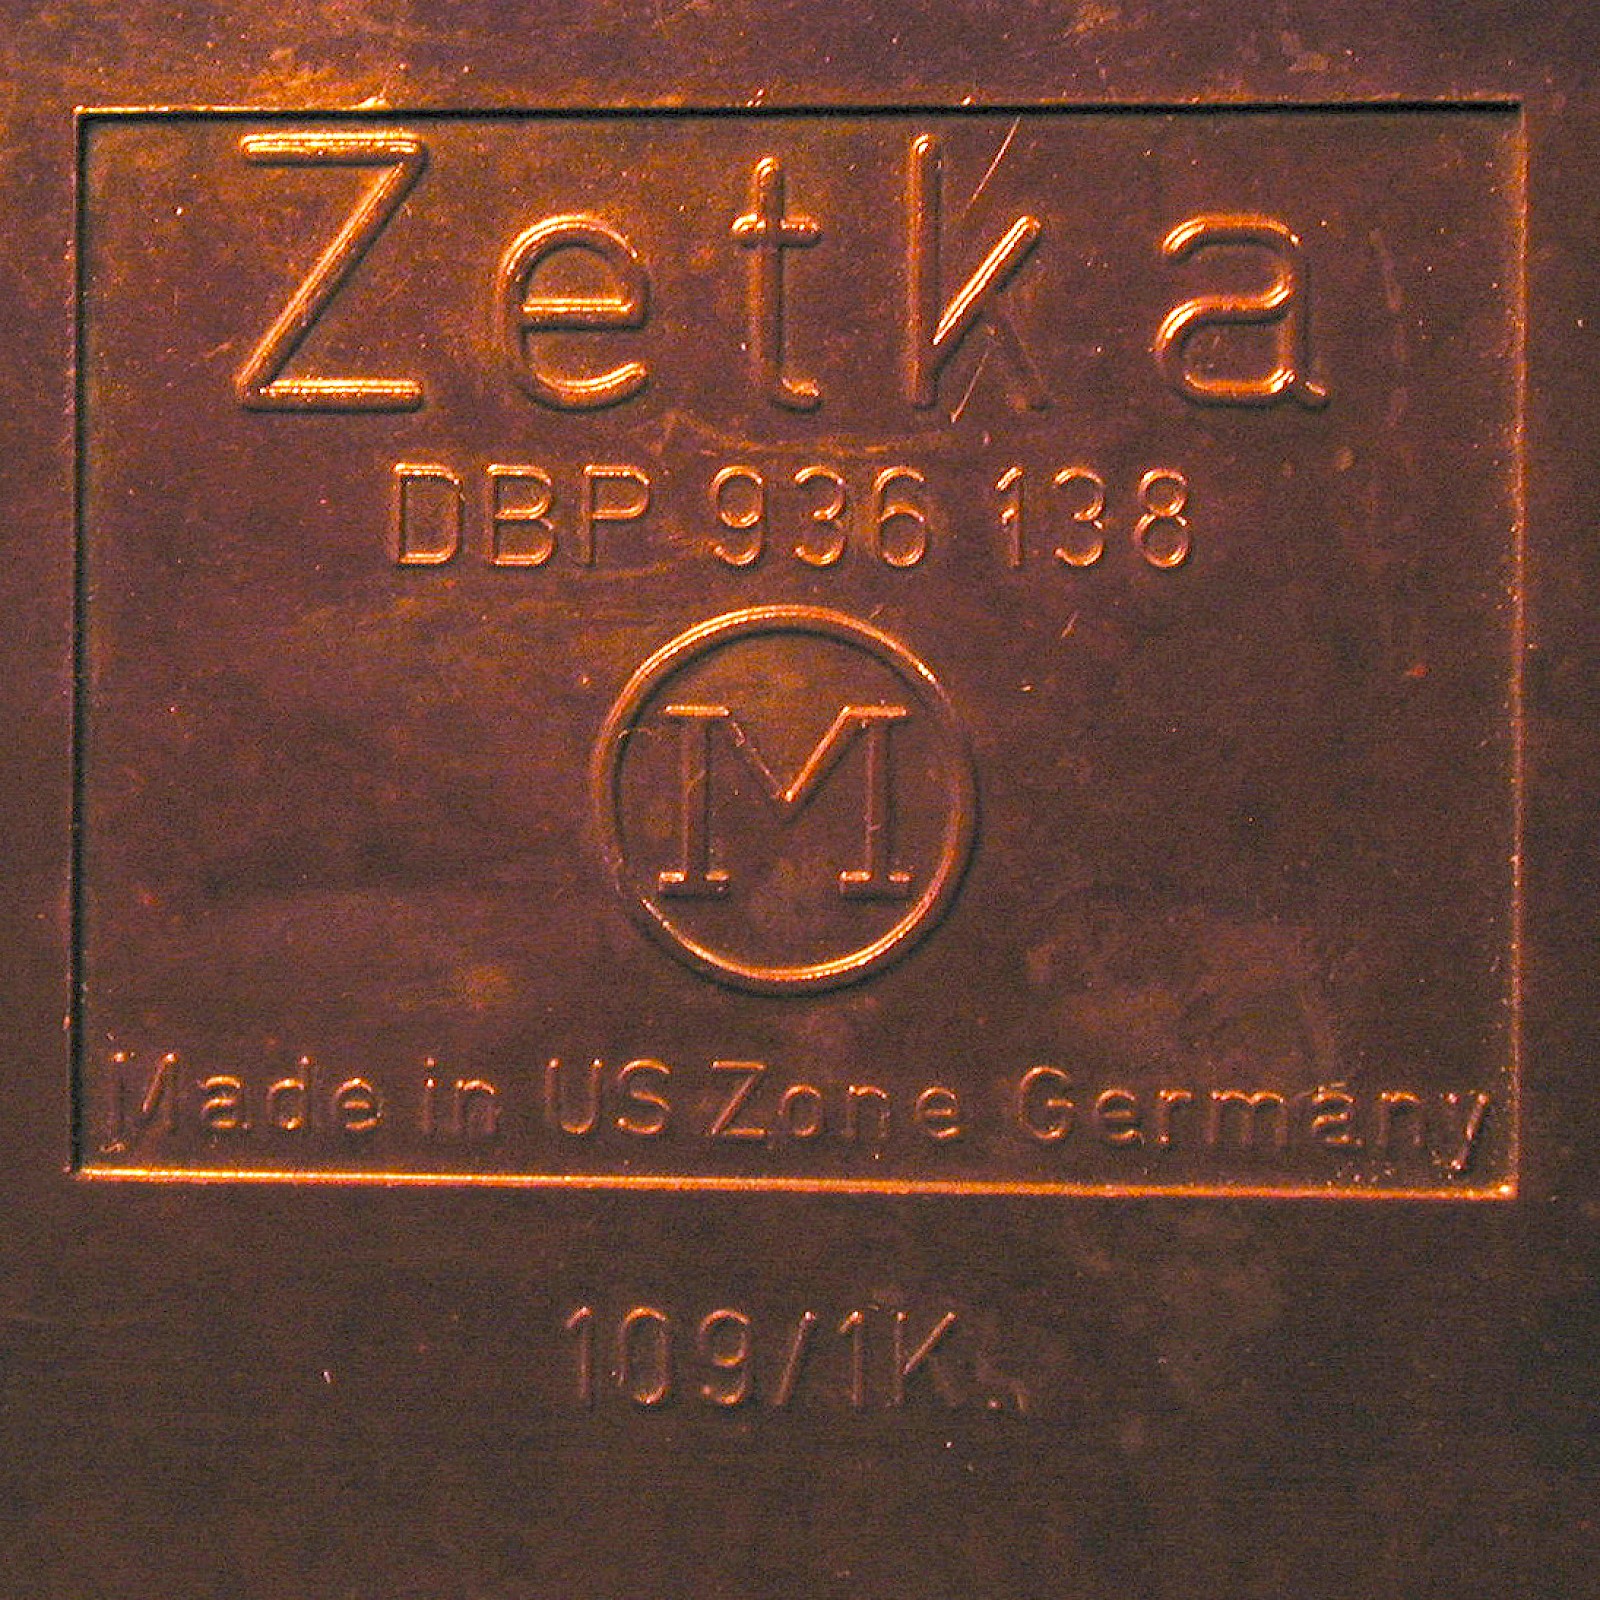 Zetka
DBP 936 138
M
Made in US Zone Germany
109/1K